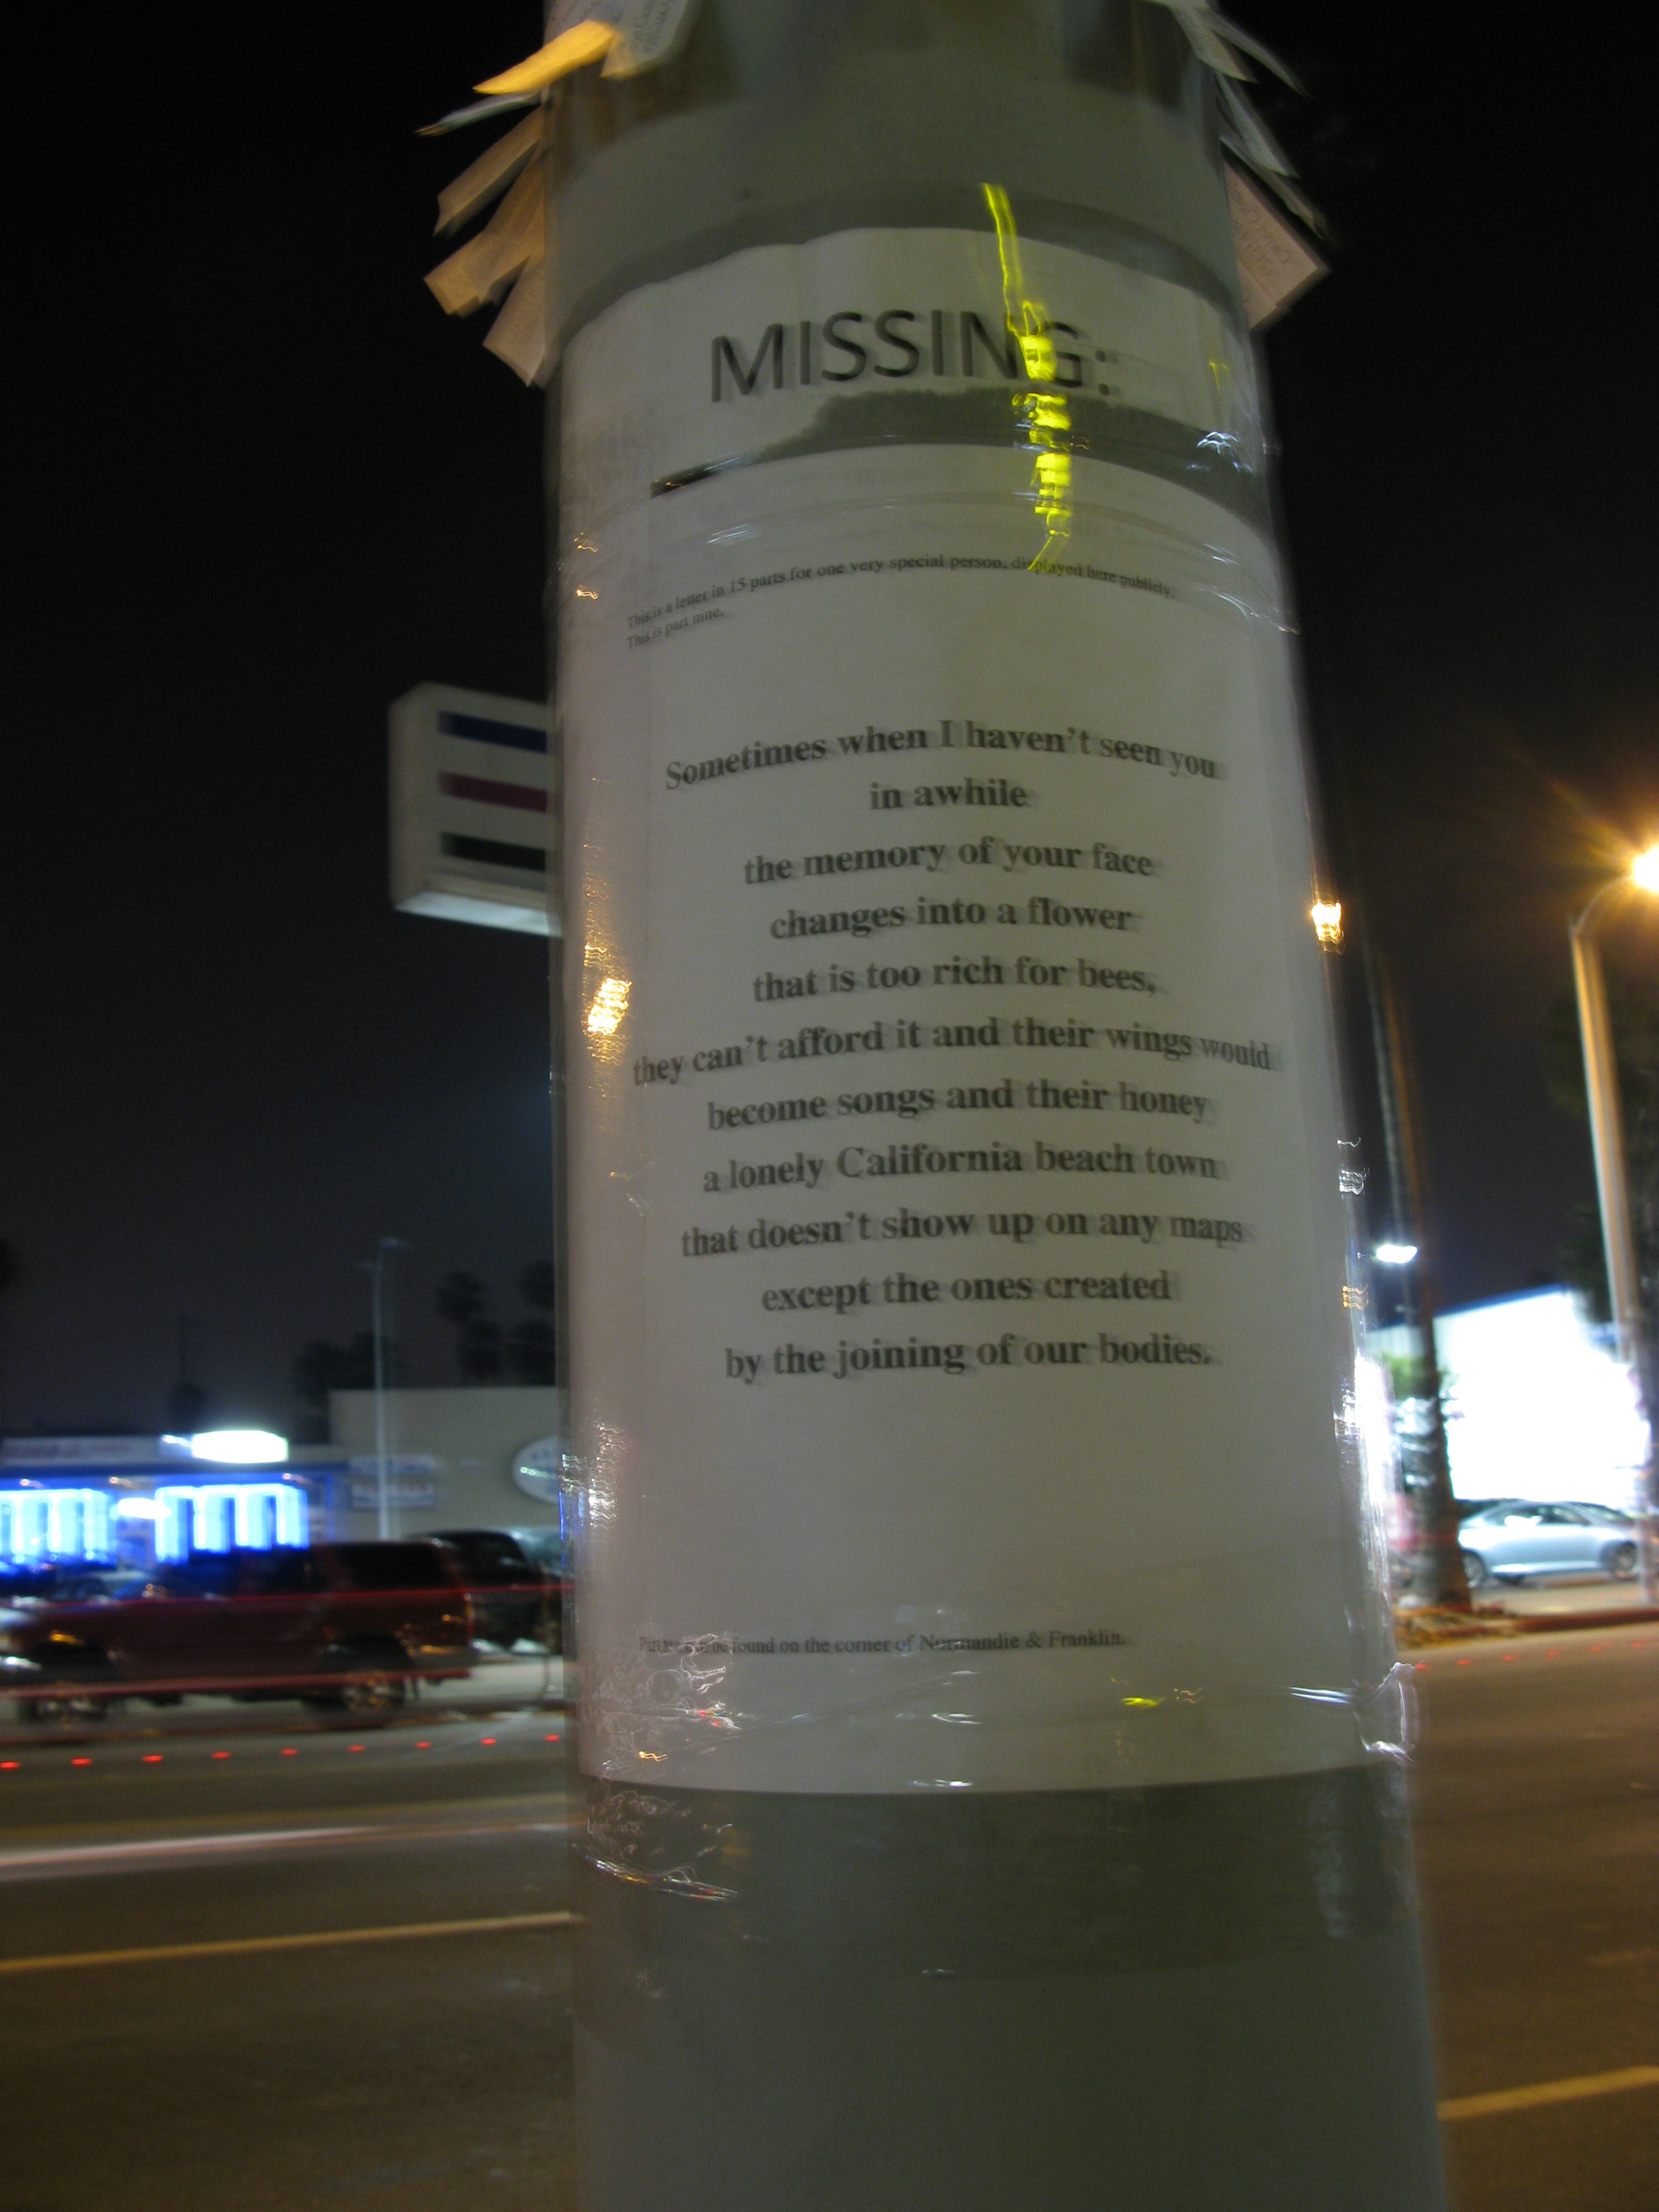 MISSING:
This is a letter in 15 parts for one very special person, displayed here publicly.
This is part nine.
Sometimes when I haven't seen you
in awhile
the memory of your face
changes into a flower
that is too rich for bees,
they can't afford it and their wings would
become songs and their honey
a lonely California beach town
that doesn't show up on any maps
except the ones created
by the joining of our bodies.
be found on the corner of Normandie & Franklin.